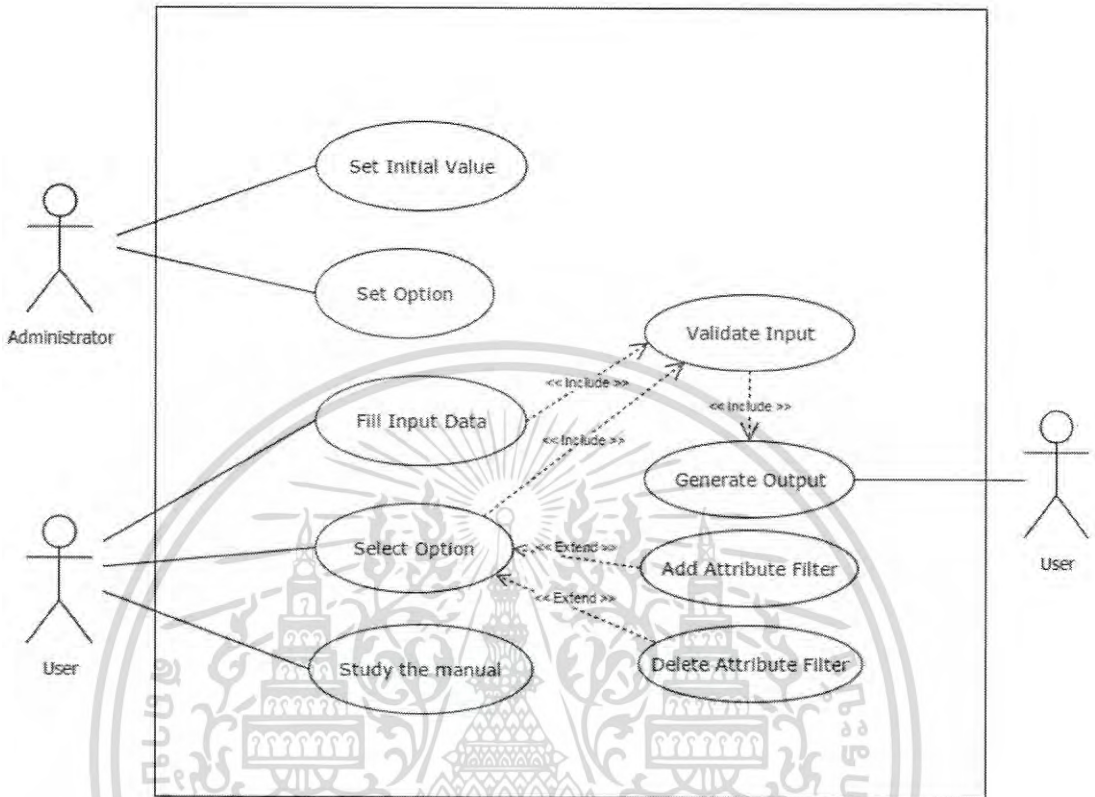 Set Initial Value
Set Option
Administrator
Validate Input
<< Include >>
Fill Input Data
<< Include >>
<< Include >>
Generate Output
Select Option
<< Extend >>
Add Attribute Filter
User
<< Extend >>
Study the manual
Delete Attribute Filter
User